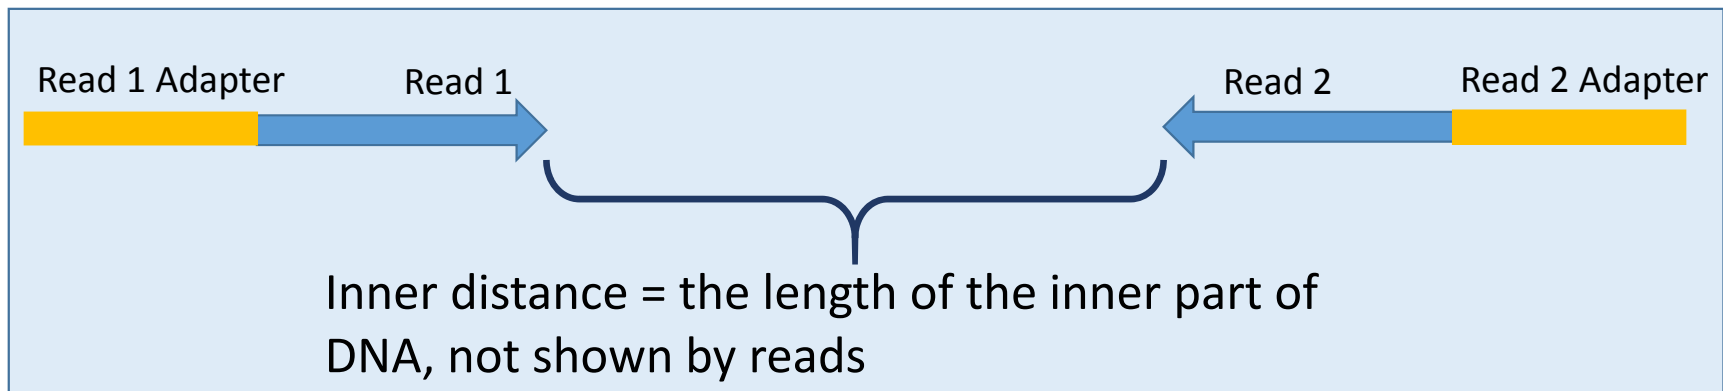 Read 1 Adapter
Read 1
Read 2
Read 2 Adapter
Inner distance = the length of the inner part of
DNA, not shown by reads